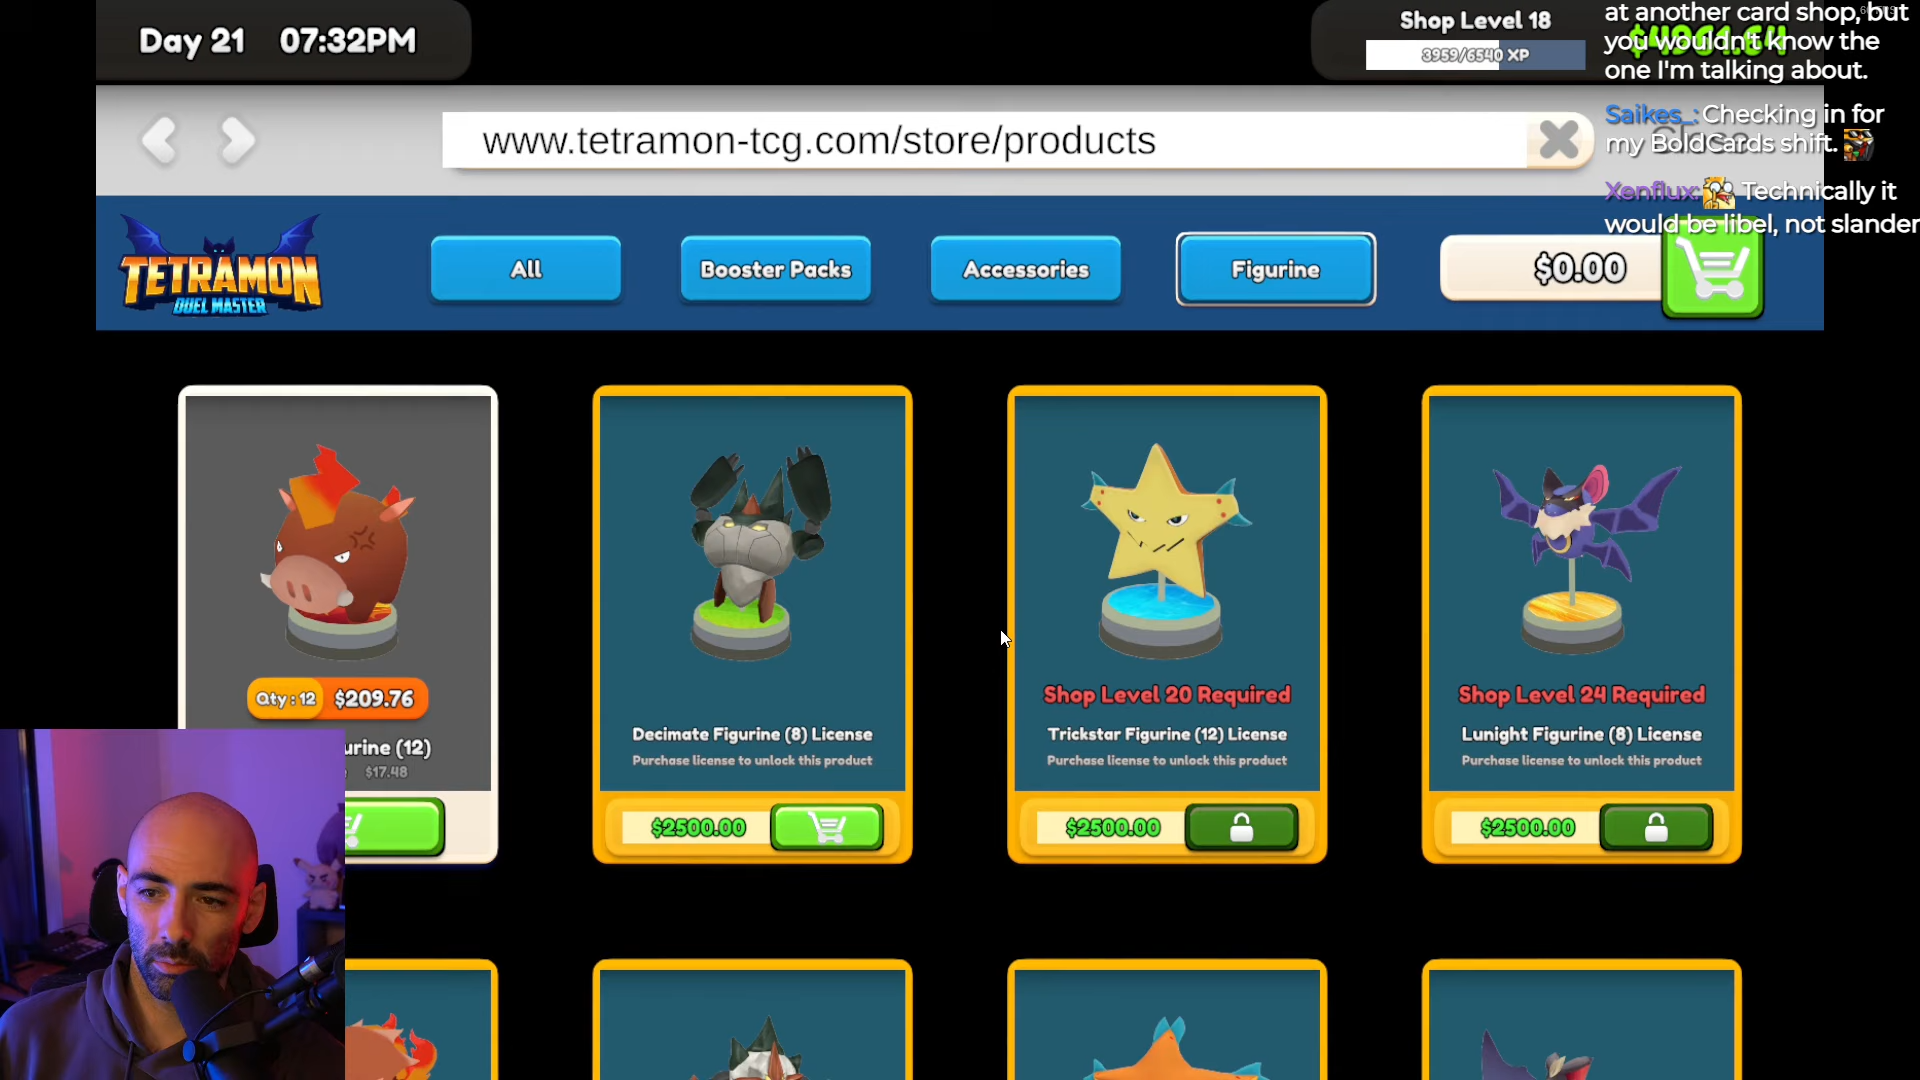 Day 21 07:32PM
Shop Level 18
3959/6540 XP
at another card shop, but
you wouldn't know the
one I'm talking about.
Saikes_: Checking in for
my BoldCards shift.
Xenflux: Technically it
would be libel, not slander
www.tetramon-tcg.com/store/products
TETRAMON
DUEL MASTER
All
Booster Packs
Accessories
Figurine
$0.00
Qty : 12 $209.76
urine (12)
$17.48
Decimate Figurine (8) License
Purchase license to unlock this product
$2500.00
Shop Level 20 Required
Trickstar Figurine (12) License
Purchase license to unlock this product
$2500.00
Shop Level 24 Required
Lunight Figurine (8) License
Purchase license to unlock this product
$2500.00